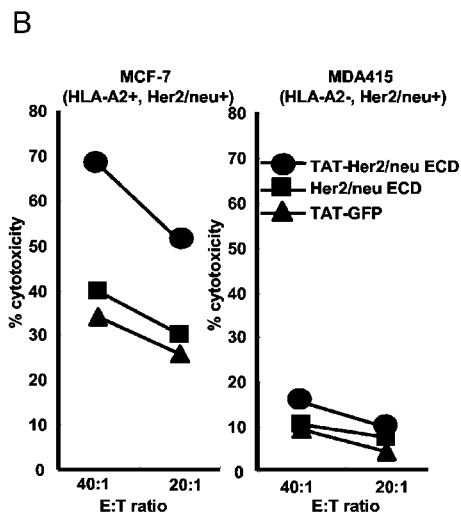 B
MCF-7
(HLA-A2+, Her2/neu+)
80
70
60
50
40
30
20
10
0
% cytotoxicity
40:1 20:1
E:T ratio
MDA415
(HLA-A2-, Her2/neu+)
80
70
60
50
40
30
20
10
0
% cytotoxicity
TAT-Her2/neu ECD
Her2/neu ECD
TAT-GFP
40:1 20:1
E:T ratio